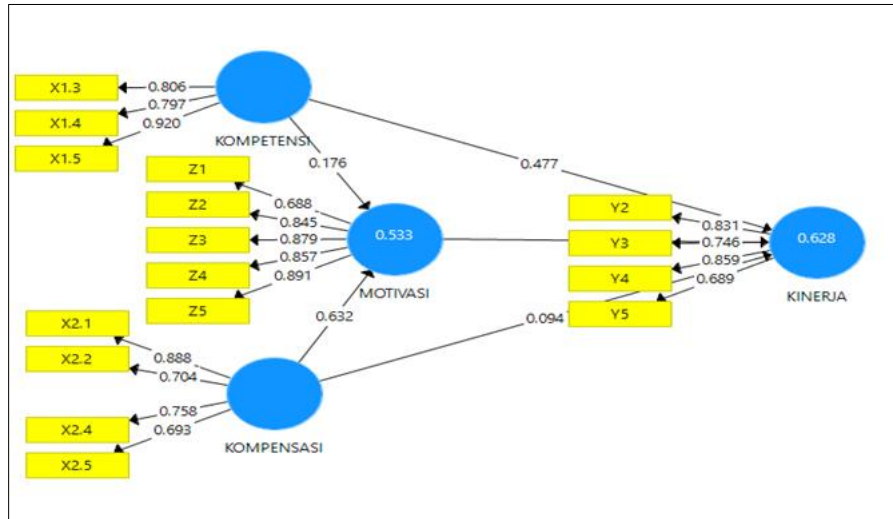 X1.3
X1.4
X1.5
0.806
0.797
0.920
KOMPETENSI
0.176
0.477
Z1
Z2
Z3
Z4
Z5
0.688
0.845
0.879
0.857
0.891
0.533
MOTIVASI
Y2
Y3
Y4
Y5
0.831
0.746
0.859
0.689
0.628
KINERJA
0.632
0.094
X2.1
X2.2
X2.4
X2.5
0.888
0.704
0.758
0.693
KOMPENSASI